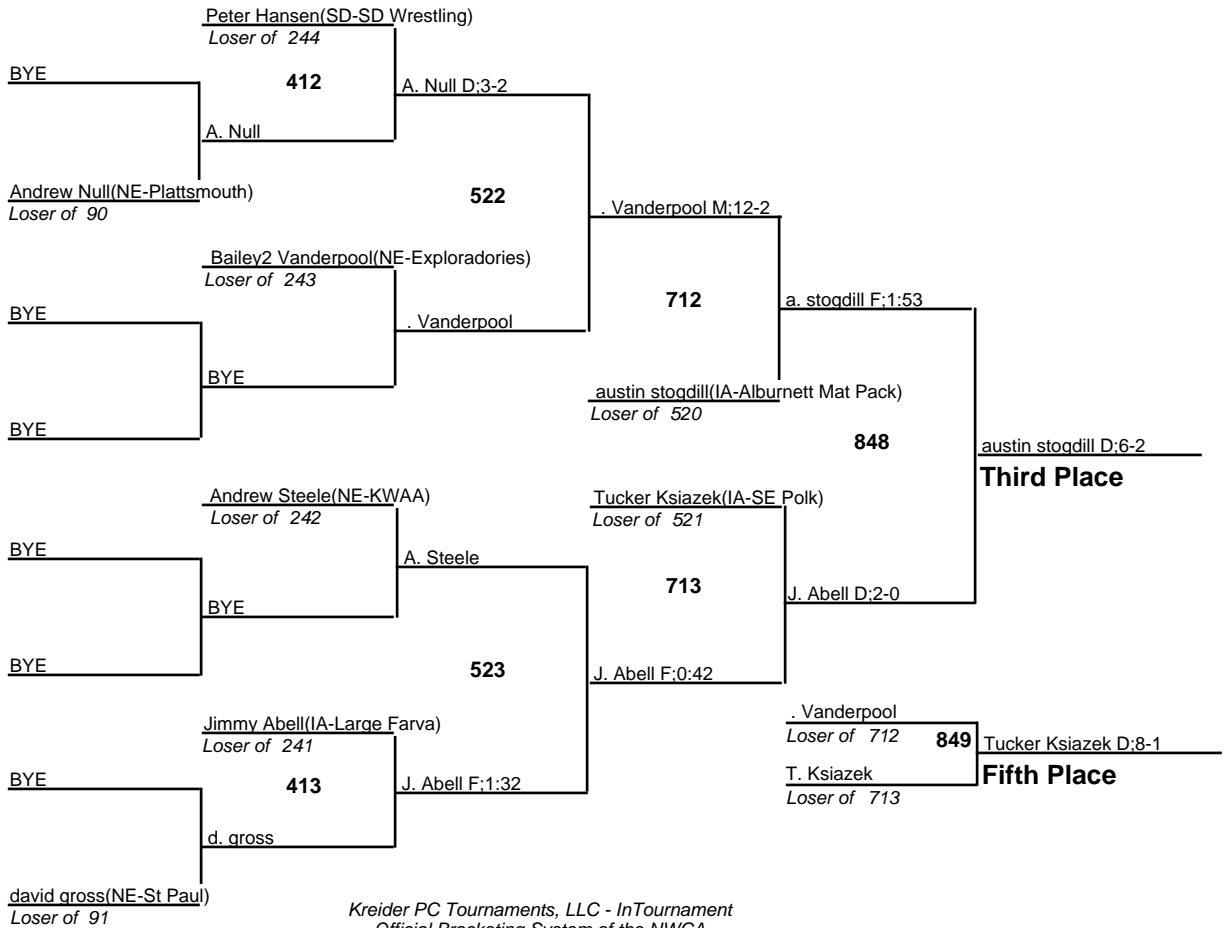 Peter Hansen(SD-SD Wrestling)
Loser of 244
BYE
412
A. Null D;3-2
A. Null
Andrew Null(NE-Plattsmouth)
Loser of 90
522
. Vanderpool M;12-2
Bailey2 Vanderpool(NE-Exploradories)
Loser of 243
BYE
. Vanderpool
712
a. stogdill F;1:53
BYE
austin stogdill(IA-Alburnett Mat Pack)
Loser of 520
BYE
848
austin stogdill D;6-2
Third Place
Andrew Steele(NE-KWAA)
Loser of 242
Tucker Ksiazek(IA-SE Polk)
Loser of 521
BYE
A. Steele
713
J. Abell D;2-0
BYE
BYE
523
J. Abell F;0:42
Jimmy Abell(IA-Large Farva)
Loser of 241
. Vanderpool
Loser of 712
849
Tucker Ksiazek D;8-1
Fifth Place
T. Ksiazek
Loser of 713
BYE
413
J. Abell F;1:32
d. gross
david gross(NE-St Paul)
Loser of 91
Kreider PC Tournaments, LLC - InTournament
Official Bracketing System of the NWCA